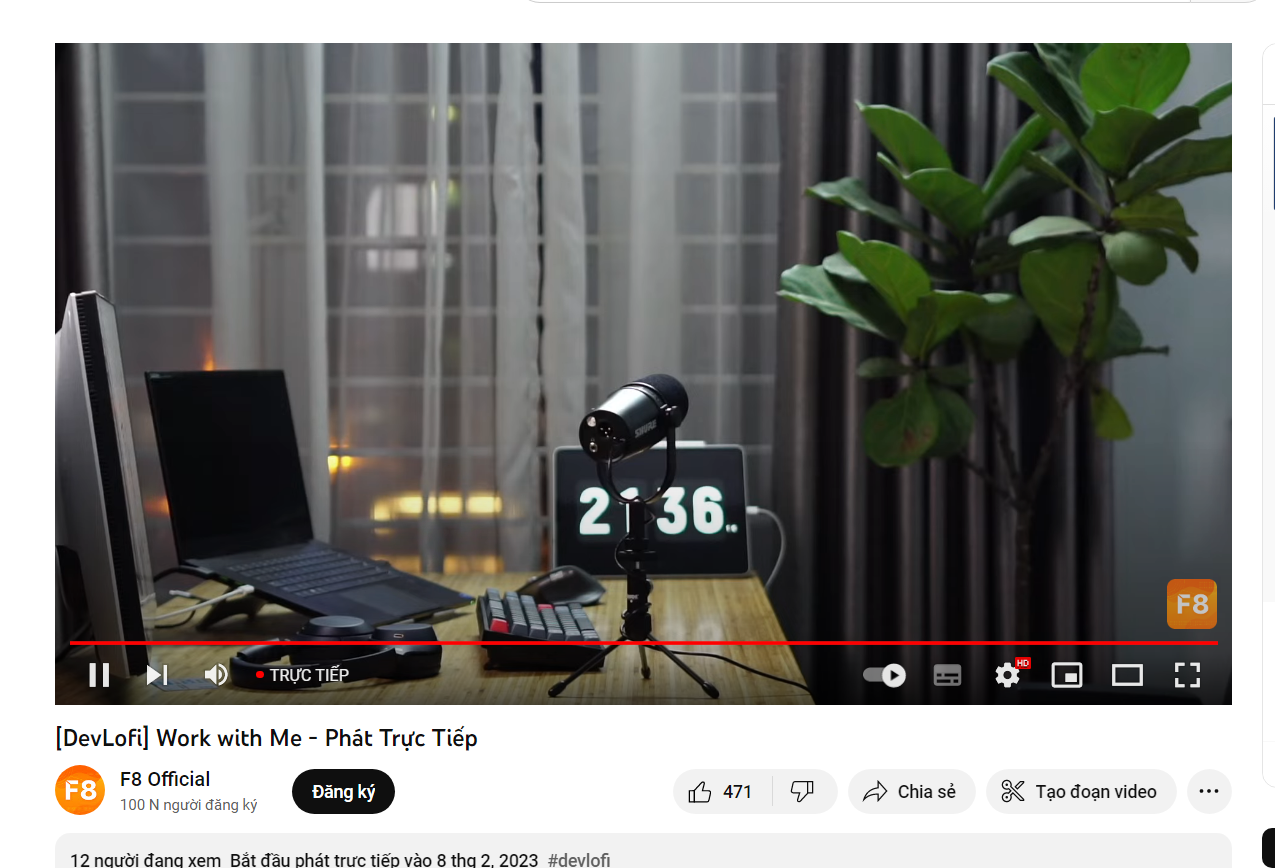 SHURE
21 36
F8
TRỰC TIẾP
HD
[DevLofi] Work with Me - Phát Trực Tiếp
F8
F8 Official
100 N người đăng ký
Đăng ký
471
Chia sẻ
Tạo đoạn video
12 người đang xem Bắt đầu phát trực tiếp vào 8 thg 2, 2023 #devlofi